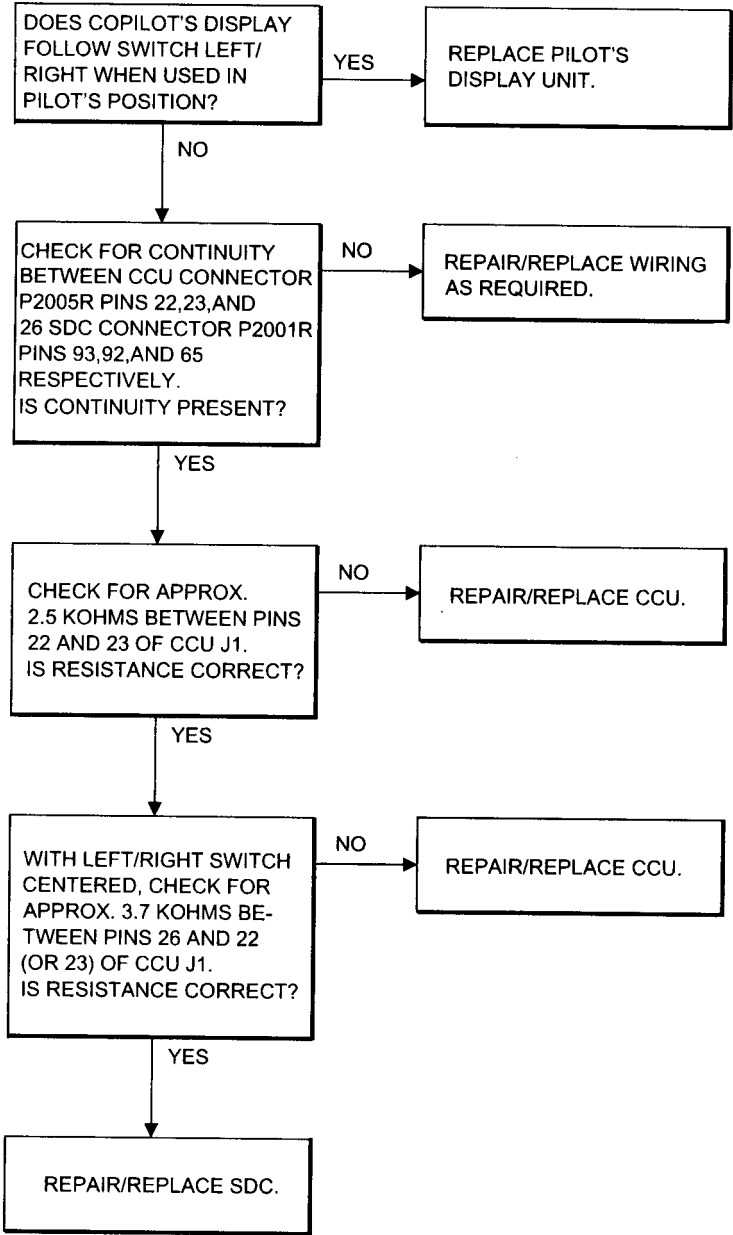 DOES COPILOT'S DISPLAY
FOLLOW SWITCH LEFT/
RIGHT WHEN USED IN
PILOT'S POSITION?
YES
REPLACE PILOT'S
DISPLAY UNIT.
NO
CHECK FOR CONTINUITY
BETWEEN CCU CONNECTOR
P2005R PINS 22,23,AND
26 SDC CONNECTOR P2001R
PINS 93,92,AND 65
RESPECTIVELY.
IS CONTINUITY PRESENT?
NO
REPAIR/REPLACE WIRING
AS REQUIRED.
YES
CHECK FOR APPROX.
2.5 KOHMS BETWEEN PINS
22 AND 23 OF CCU J1.
IS RESISTANCE CORRECT?
NO
REPAIR/REPLACE CCU.
YES
WITH LEFT/RIGHT SWITCH
CENTERED, CHECK FOR
APPROX. 3.7 KOHMS BE-
TWEEN PINS 26 AND 22
(OR 23) OF CCU J1.
IS RESISTANCE CORRECT?
NO
REPAIR/REPLACE CCU.
YES
REPAIR/REPLACE SDC.